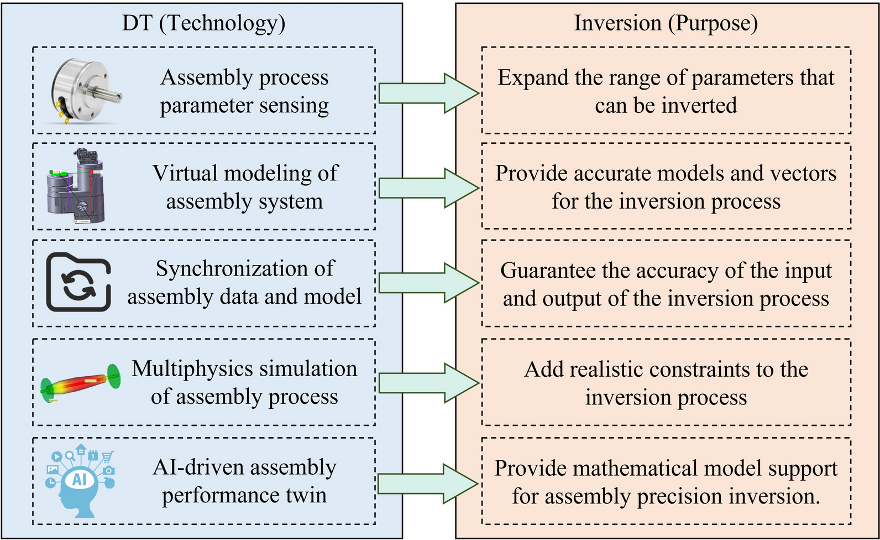 DT (Technology)
Inversion (Purpose)
Assembly process
parameter sensing
Expand the range of parameters that
can be inverted
Virtual modeling of
assembly system
Provide accurate models and vectors
for the inversion process
Synchronization of
assembly data and model
Guarantee the accuracy of the input
and output of the inversion process
Multiphysics simulation
of assembly process
Add realistic constraints to the
inversion process
AI
AI-driven assembly
performance twin
Provide mathematical model support
for assembly precision inversion.